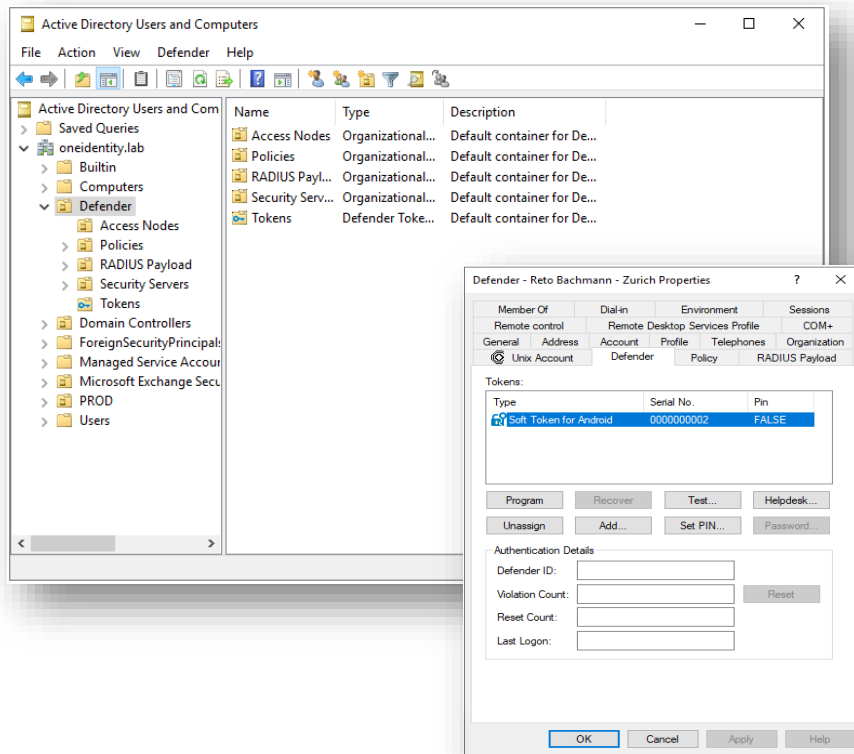 Active Directory Users and Computers
File Action View Defender Help
Active Directory Users and Com
Saved Queries
oneidentity.lab
Builtin
Computers
Defender
Access Nodes
Policies
RADIUS Payload
Security Servers
Tokens
Domain Controllers
ForeignSecurityPrincipals
Managed Service Accour
Microsoft Exchange Secu
PROD
Users
Name Type Description
Access Nodes Organizational... Default container for De...
Policies Organizational... Default container for De...
RADIUS Payl... Organizational... Default container for De...
Security Serv... Organizational... Default container for De...
Tokens Defender Toke... Default container for De...
Defender - Reto Bachmann - Zurich Properties
Member Of Dial-in Environment Sessions
Remote control Remote Desktop Services Profile COM+
General Address Account Profile Telephones Organization
Unix Account Defender Policy RADIUS Payload
Tokens:
Type Serial No. Pin
Soft Token for Android 0000000002 FALSE
Program Recover Test... Helpdesk...
Unassign Add... Set PIN... Password...
Authentication Details
Defender ID:
Violation Count: Reset
Reset Count:
Last Logon:
OK Cancel Apply Help